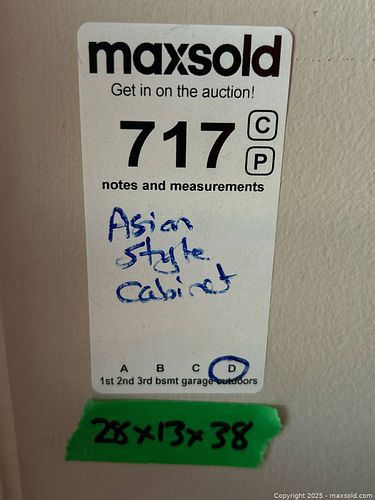 maxsold
Get in on the auction!
717 C
P
notes and measurements
Asian
Style
Cabinet
A B C D
1st 2nd 3rd bsmt garage outdoors
28x13x38
Copyright © 2025 - maxsold.com